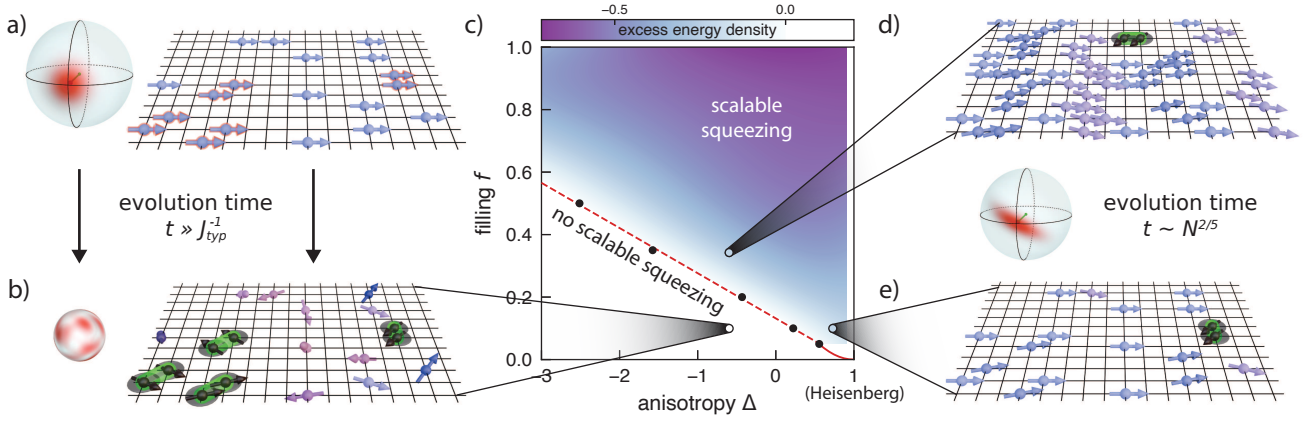 a)
evolution time
t » J_typ^-1
b)
c)
−0.5
0.0
excess energy density
1.0
0.8
0.6
0.4
0.2
0.0
filling f
scalable
squeezing
no scalable squeezing
−3
−2
−1
0
1
(Heisenberg)
anisotropy Δ
d)
evolution time
t ~ N^2/5
e)